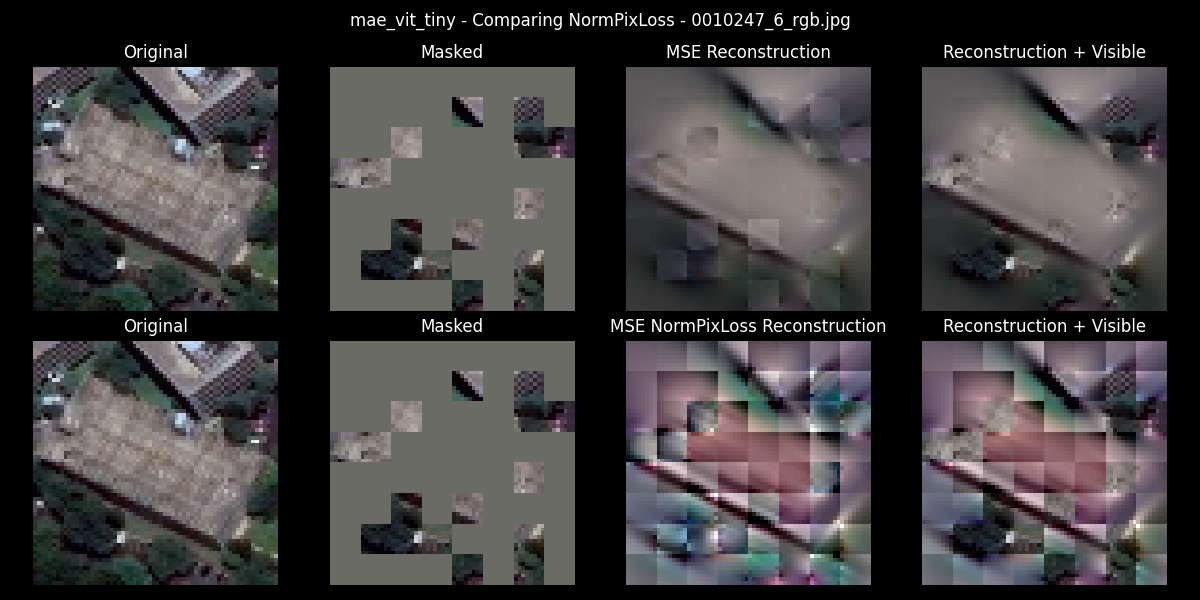 mae_vit_tiny - Comparing NormPixLoss - 0010247_6_rgb.jpg
Original
Masked
MSE Reconstruction
Reconstruction + Visible
Original
Masked
MSE NormPixLoss Reconstruction
Reconstruction + Visible